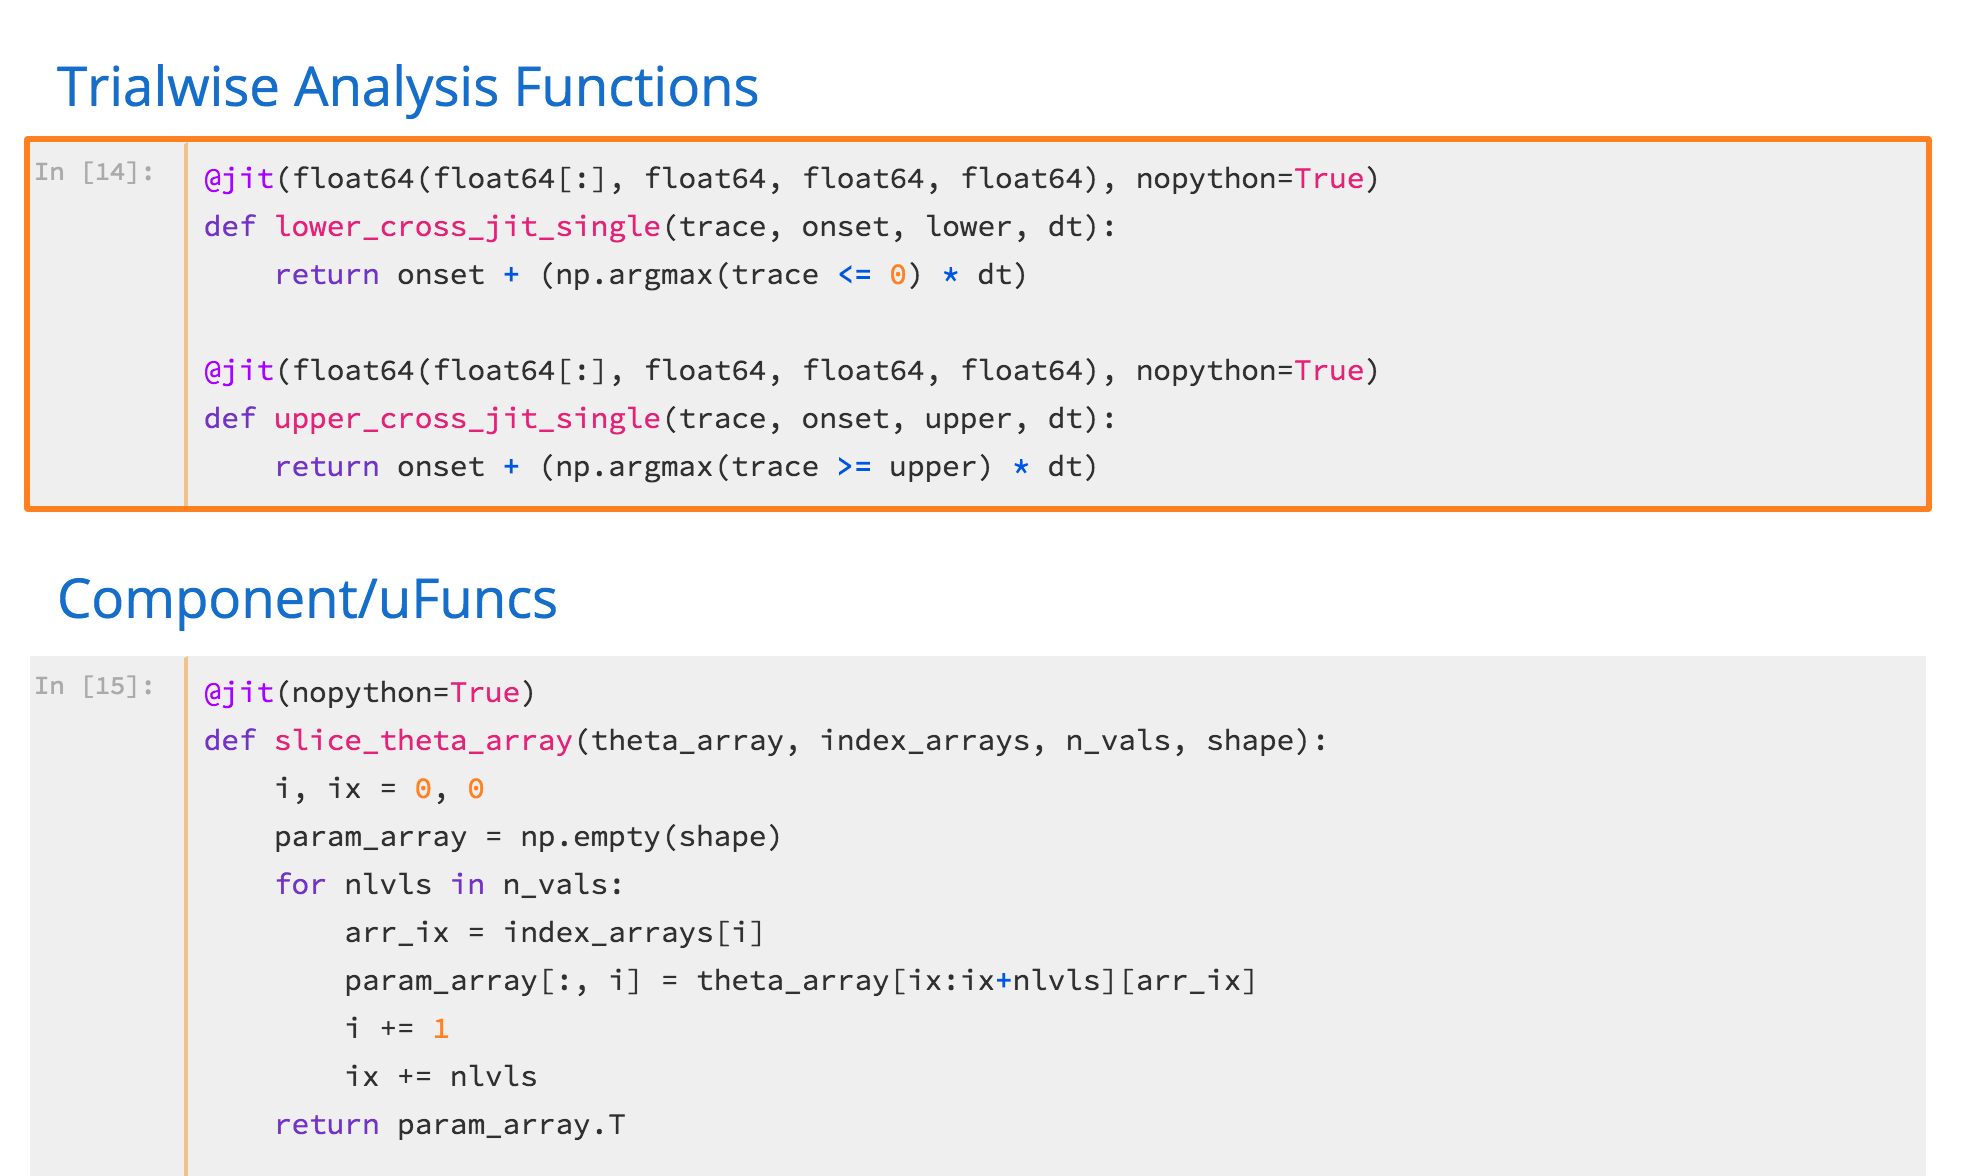 Trialwise Analysis Functions
In [14]:
@jit(float64(float64[:], float64, float64, float64), nopython=True)
def lower_cross_jit_single(trace, onset, lower, dt):
    return onset + (np.argmax(trace <= 0) * dt)
@jit(float64(float64[:], float64, float64, float64), nopython=True)
def upper_cross_jit_single(trace, onset, upper, dt):
    return onset + (np.argmax(trace >= upper) * dt)
Component/uFuncs
In [15]:
@jit(nopython=True)
def slice_theta_array(theta_array, index_arrays, n_vals, shape):
    i, ix = 0, 0
    param_array = np.empty(shape)
    for nlvls in n_vals:
        arr_ix = index_arrays[i]
        param_array[:, i] = theta_array[ix:ix+nlvls][arr_ix]
        i += 1
        ix += nlvls
    return param_array.T